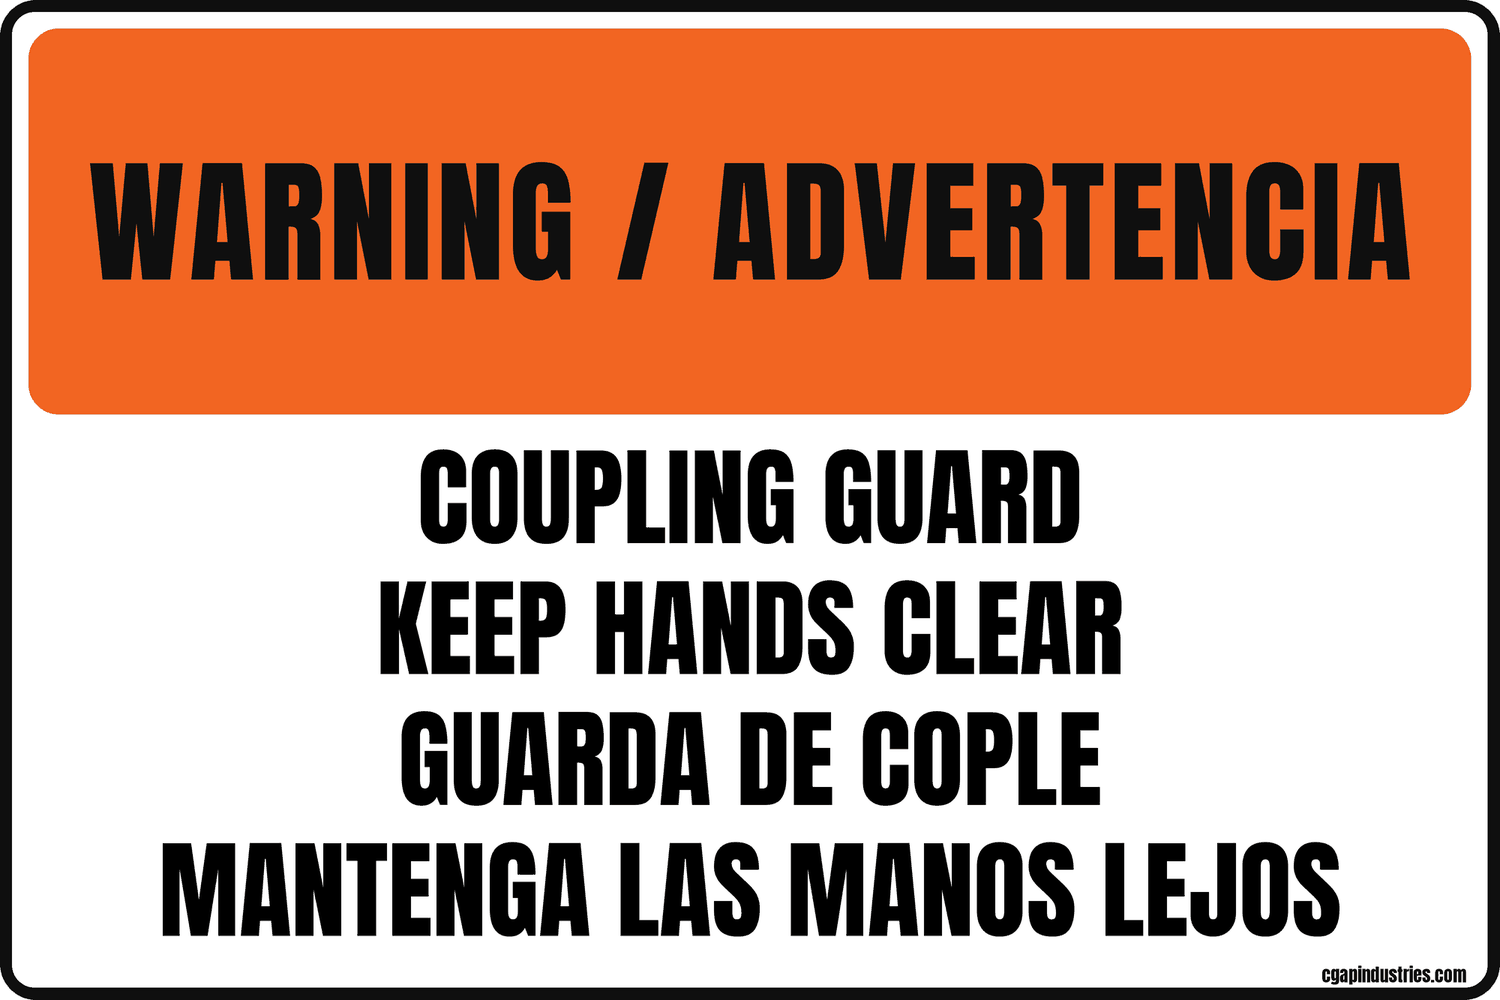 WARNING / ADVERTENCIA
COUPLING GUARD
KEEP HANDS CLEAR
GUARDA DE COPLE
MANTENGA LAS MANOS LEJOS
cgapindustries.com